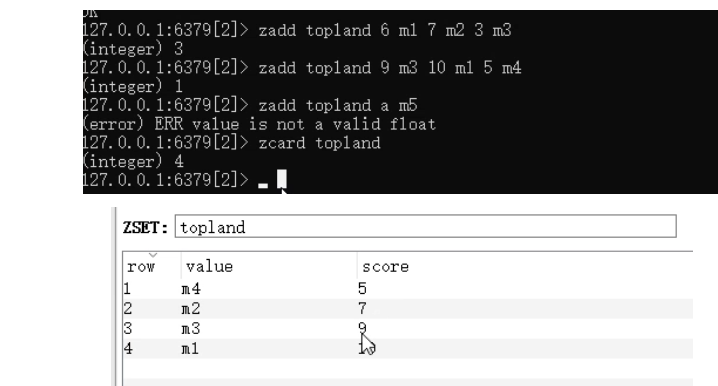 OK
127.0.0.1:6379[2]> zadd topland 6 m1 7 m2 3 m3
(integer) 3
127.0.0.1:6379[2]> zadd topland 9 m3 10 m1 5 m4
(integer) 1
127.0.0.1:6379[2]> zadd topland a m5
(error) ERR value is not a valid float
127.0.0.1:6379[2]> zcard topland
(integer) 4
127.0.0.1:6379[2]>
ZSET: topland
row value score
1 m4 5
2 m2 7
3 m3 9
4 m1 10